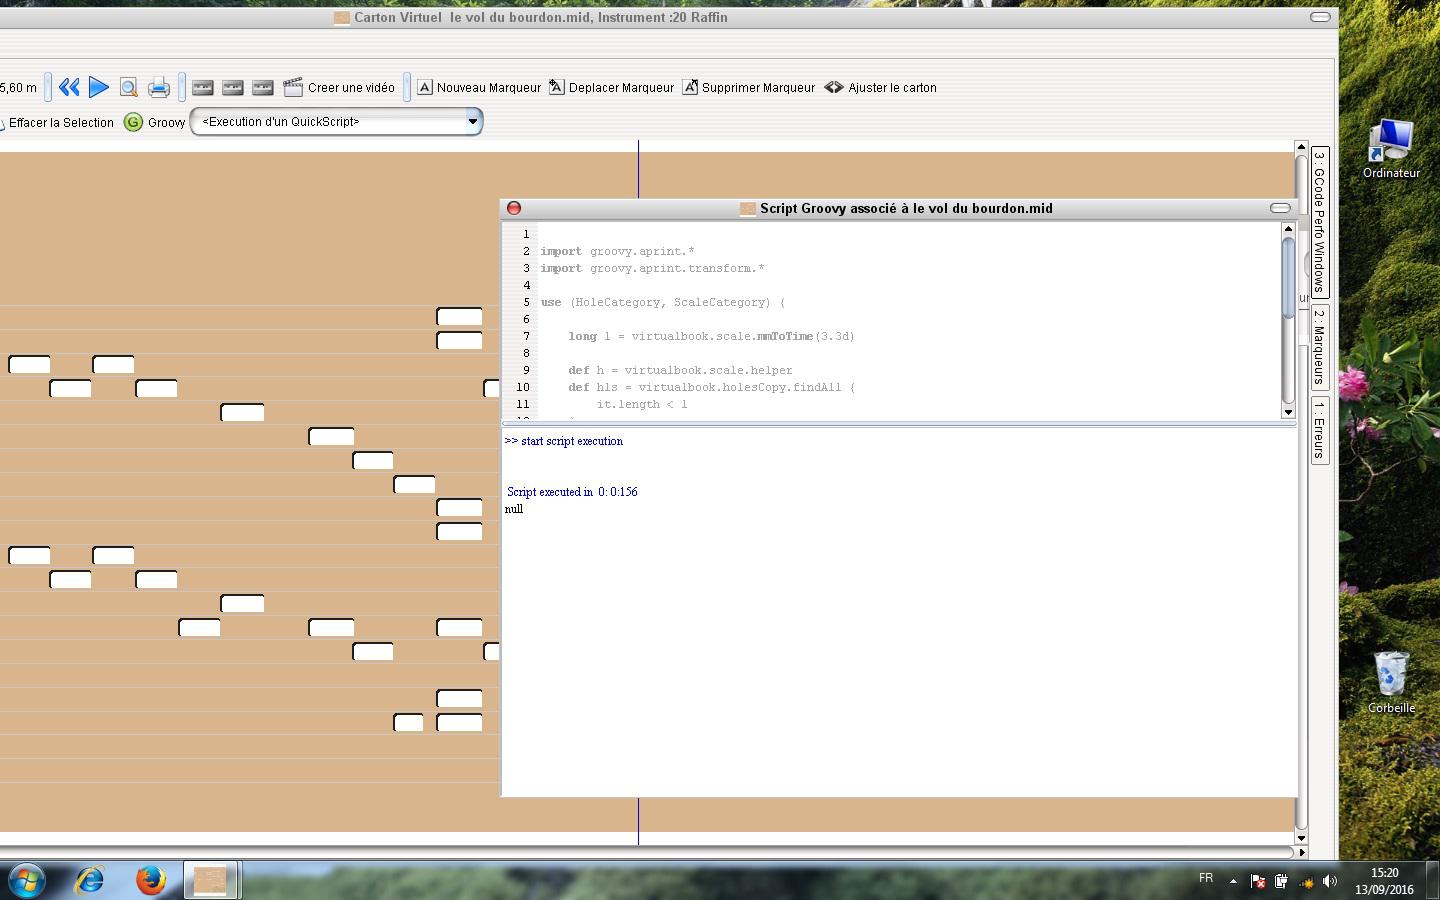 Carton Virtuel le vol du bourdon.mid, Instrument :20 Raffin
5,60 m
Creer une vidéo
Nouveau Marqueur
Deplacer Marqueur
Supprimer Marqueur
Ajuster le carton
Effacer la Selection
Groovy
<Execution d'un QuickScript>
Script Groovy associé à le vol du bourdon.mid
1
2 import groovy.aprint.*
3 import groovy.aprint.transform.*
4
5 use (HoleCategory, ScaleCategory) {
6
7 long l = virtualbook.scale.mmToTime(3.3d)
8
9 def h = virtualbook.scale.helper
10 def hls = virtualbook.holesCopy.findAll {
11 it.length < l
>> start script execution
Script executed in 0: 0:156
null
3 : GCode Perfo Windows
2 : Marqueurs
1 : Erreurs
Ordinateur
Corbeille
FR
15:20
13/09/2016